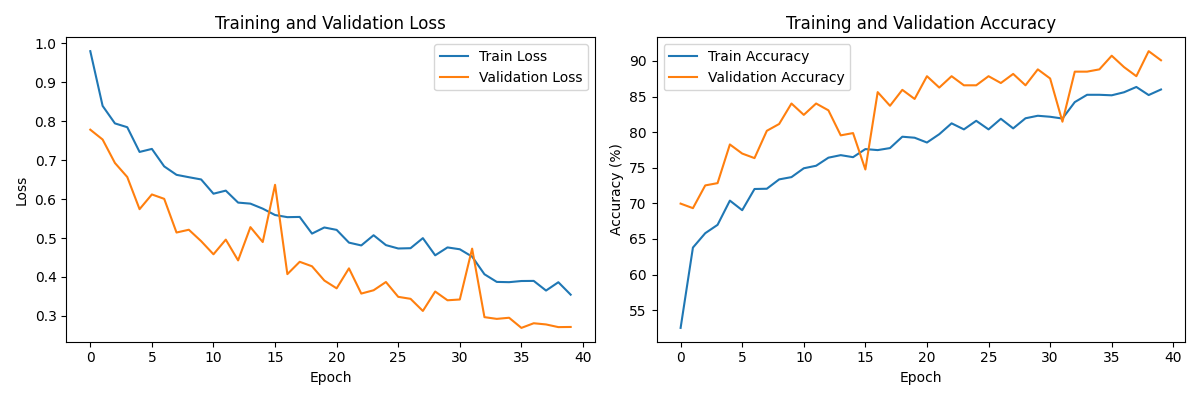 Training and Validation Loss
1.0
0.9
0.8
0.7
0.6
0.5
0.4
0.3
Loss
Train Loss
Validation Loss
0 5 10 15 20 25 30 35 40
Epoch
Training and Validation Accuracy
90
85
80
75
70
65
60
55
Accuracy (%)
Train Accuracy
Validation Accuracy
0 5 10 15 20 25 30 35 40
Epoch